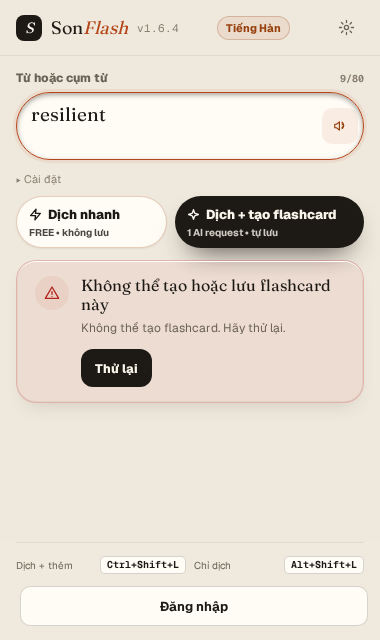 S SonFlash v1.6.4 Tiếng Hàn
Từ hoặc cụm từ 9/80
resilient
▸ Cài đặt
Dịch nhanh
FREE • không lưu
Dịch + tạo flashcard
1 AI request • tự lưu
Không thể tạo hoặc lưu flashcard
này
Không thể tạo flashcard. Hãy thử lại.
Thử lại
Dịch + thêm Ctrl+Shift+L Chỉ dịch Alt+Shift+L
Đăng nhập